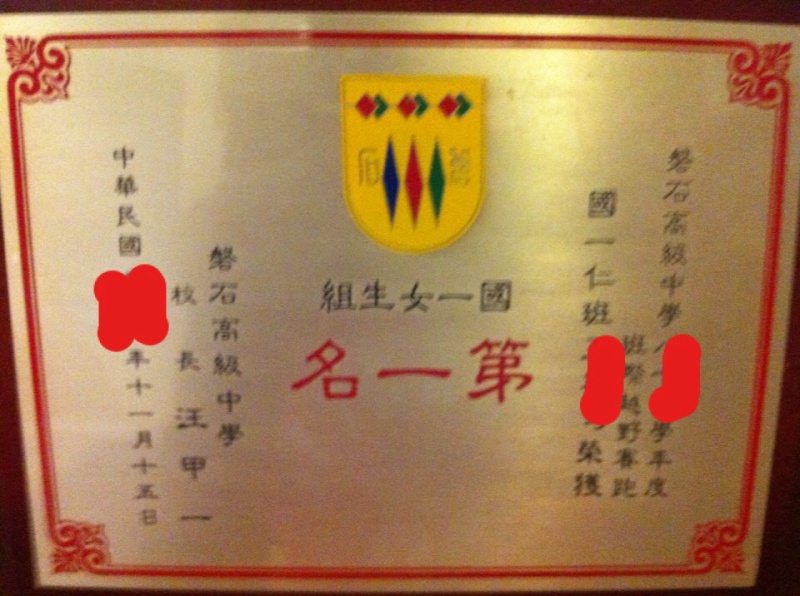 磐石高級中學 學年度
班際越野賽跑
國一仁班 榮獲
國一女生組
第一名
磐石高級中學
校長 汪甲一
中華民國 年十一月十五日